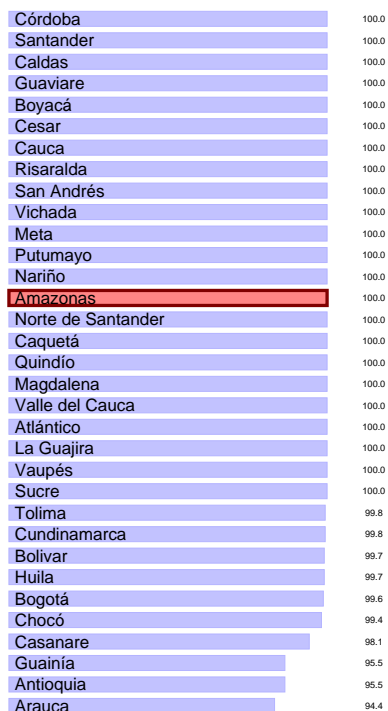 Córdoba 100.0
Santander 100.0
Caldas 100.0
Guaviare 100.0
Boyacá 100.0
Cesar 100.0
Cauca 100.0
Risaralda 100.0
San Andrés 100.0
Vichada 100.0
Meta 100.0
Putumayo 100.0
Nariño 100.0
Amazonas 100.0
Norte de Santander 100.0
Caquetá 100.0
Quindío 100.0
Magdalena 100.0
Valle del Cauca 100.0
Atlántico 100.0
La Guajira 100.0
Vaupés 100.0
Sucre 100.0
Tolima 99.8
Cundinamarca 99.8
Bolivar 99.7
Huila 99.7
Bogotá 99.6
Chocó 99.4
Casanare 98.1
Guainía 95.5
Antioquia 95.5
Arauca 94.4